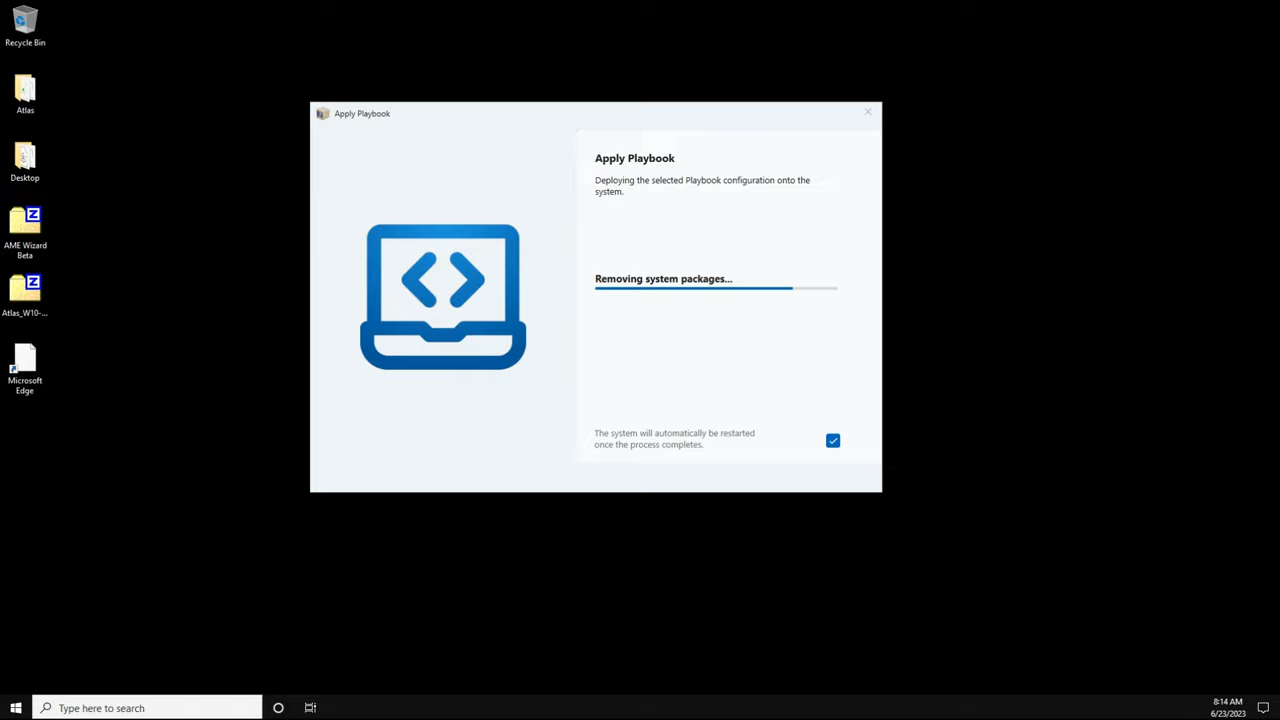 Recycle Bin
Atlas
Desktop
AME Wizard
Beta
Atlas_W10-...
Microsoft
Edge
Apply Playbook
Apply Playbook
Deploying the selected Playbook configuration onto the
system.
Removing system packages...
The system will automatically be restarted
once the process completes.
Type here to search
8:14 AM
6/23/2023